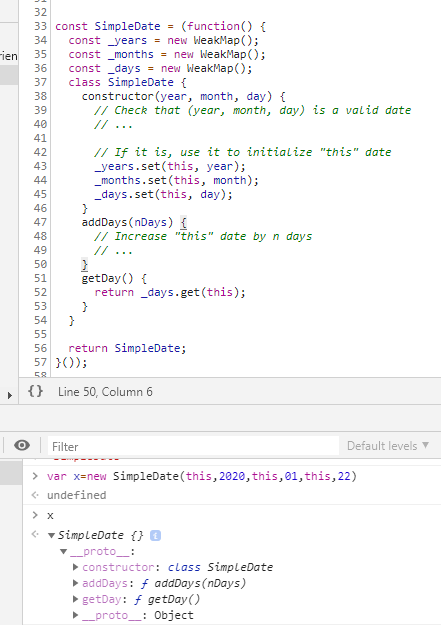 31
32
33 const SimpleDate = (function() {
34 const _years = new WeakMap();
35 const _months = new WeakMap();
36 const _days = new WeakMap();
37 class SimpleDate {
38 constructor(year, month, day) {
39 // Check that (year, month, day) is a valid date
40 // ...
41
42 // If it is, use it to initialize "this" date
43 _years.set(this, year);
44 _months.set(this, month);
45 _days.set(this, day);
46 }
47 addDays(nDays) {
48 // Increase "this" date by n days
49 // ...
50 }
51 getDay() {
52 return _days.get(this);
53 }
54 }
55
56 return SimpleDate;
57 }());
58
{} Line 50, Column 6
Filter Default levels ▼
> var x=new SimpleDate(this,2020,this,01,this,22)
undefined
> x
▼ SimpleDate {} i
▼ __proto__:
▶ constructor: class SimpleDate
▶ addDays: ƒ addDays(nDays)
▶ getDay: ƒ getDay()
▶ __proto__: Object